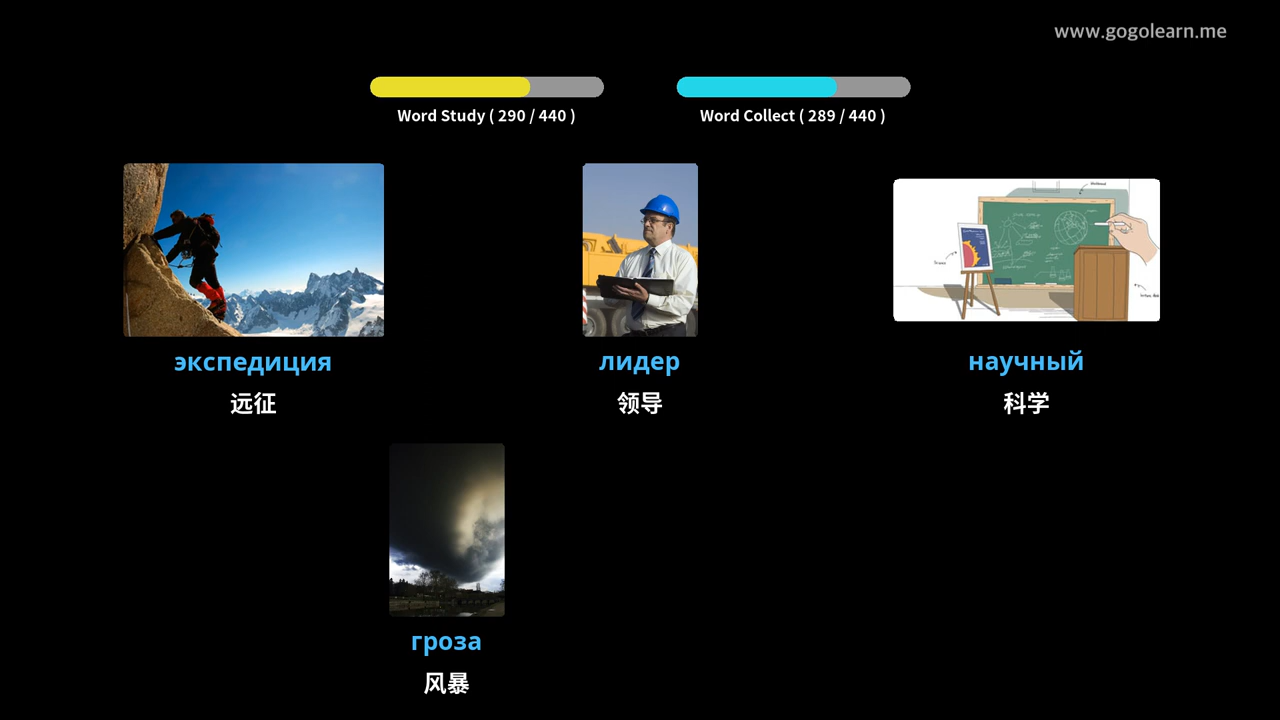 www.gogolearn.me
Word Study ( 290 / 440 )
Word Collect ( 289 / 440 )
экспедиция
лидер
научный
远征
领导
科学
гроза
风暴